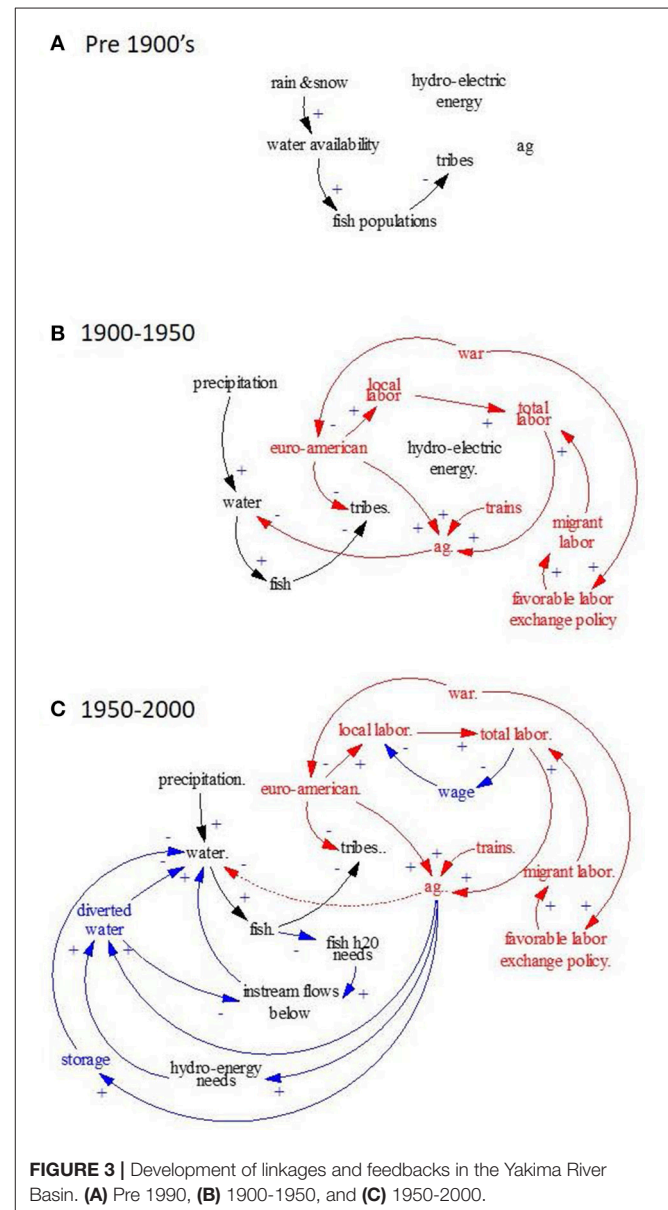 A Pre 1900's
rain & snow
hydro-electric
energy
+
water availability
tribes
ag
-
+
fish populations
B 1900-1950
war
precipitation
local
labor
total
labor
-
+
+
euro-american
hydro-electric
energy.
+
+
water
-
-
tribes.
trains
-
+
+
+
migrant
labor
ag.
+
fish
+
+
favorable labor
exchange policy
C 1950-2000
war.
local labor.
total labor.
precipitation.
-
+
-
+
-
+
euro-american.
wage
+
-
water.
-
-
tribes..
trains.
+
-
+
-
+
+
ag..
migrant labor.
diverted
water
+
fish.
fish h20
needs
-
+
+
favorable labor
exchange policy.
+
+
instream flows
below
-
+
storage
hydro-energy
needs
+
+
FIGURE 3 | Development of linkages and feedbacks in the Yakima River
Basin. (A) Pre 1990, (B) 1900-1950, and (C) 1950-2000.